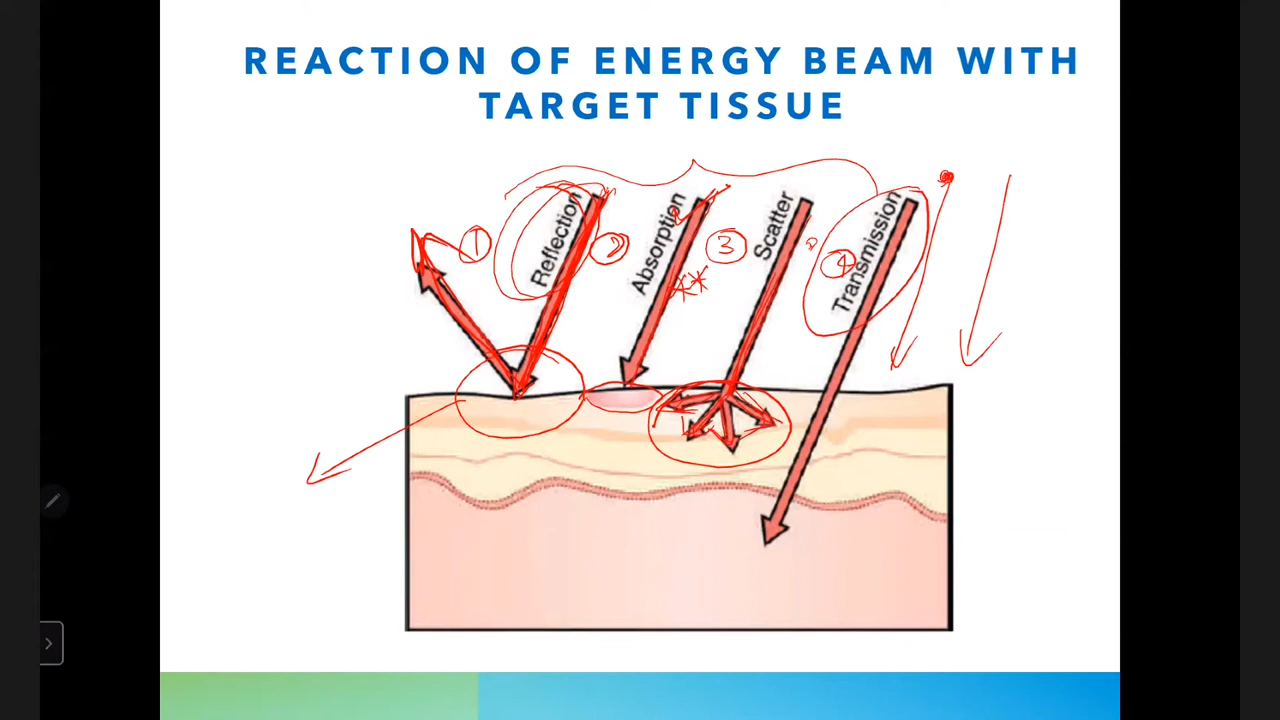 REACTION OF ENERGY BEAM WITH
TARGET TISSUE
Reflection
Absorption
Scatter
Transmission
1
2
3
4
**